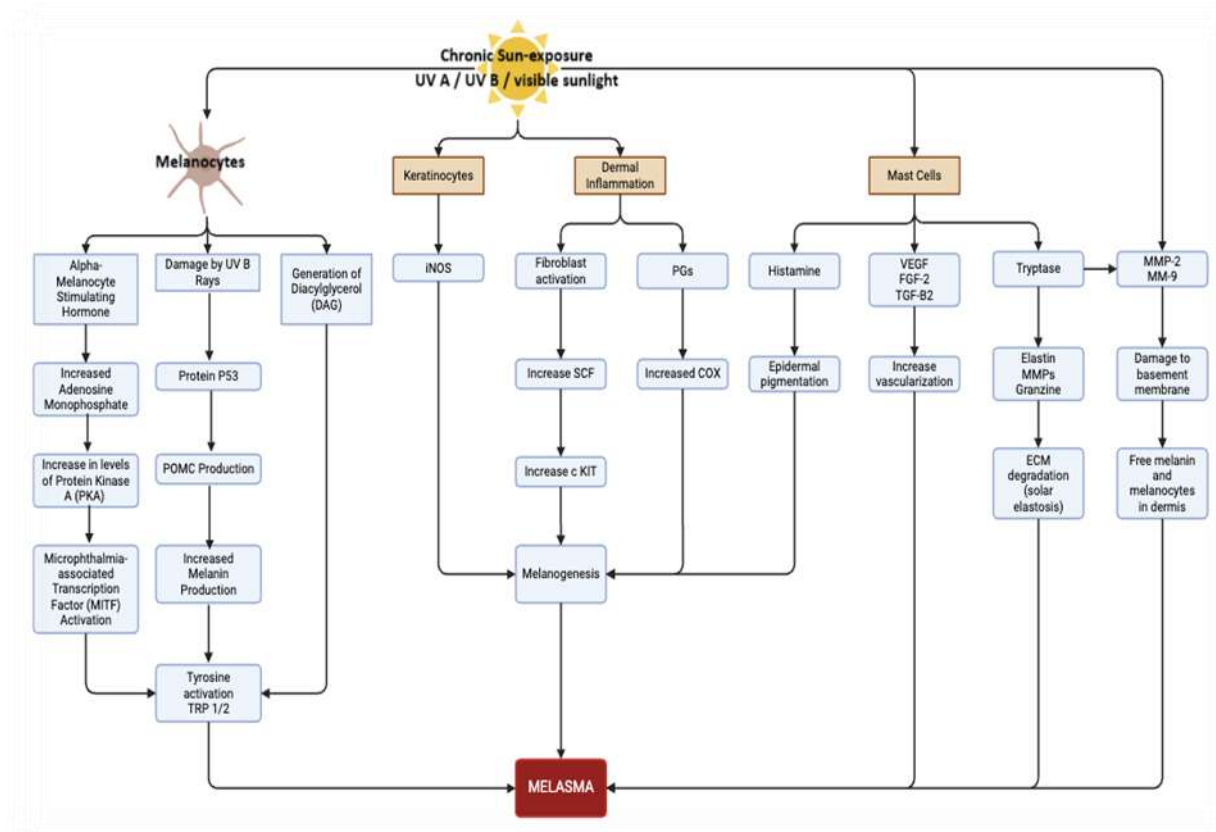 Chronic Sun-exposure
UV A / UV B / visible sunlight
Melanocytes
Keratinocytes
Dermal
Inflammation
Mast Cells
Alpha-
Melanocyte
Stimulating
Hormone
Damage by UV B
Rays
Generation of
Diacylglycerol
(DAG)
iNOS
Fibroblast
activation
PGs
Histamine
VEGF
FGF-2
TGF-B2
Tryptase
MMP-2
MM-9
Increased
Adenosine
Monophosphate
Protein P53
Increase SCF
Increased COX
Epidermal
pigmentation
Increase
vascularization
Elastin
MMPs
Granzine
Damage to
basement
membrane
Increase in levels
of Protein Kinase
A (PKA)
POMC Production
Increase c KIT
ECM
degradation
(solar
elastosis)
Free melanin
and
melanocytes
in dermis
Microphthalmia-
associated
Transcription
Factor (MITF)
Activation
Increased
Melanin
Production
Melanogenesis
Tyrosine
activation
TRP 1/2
MELASMA